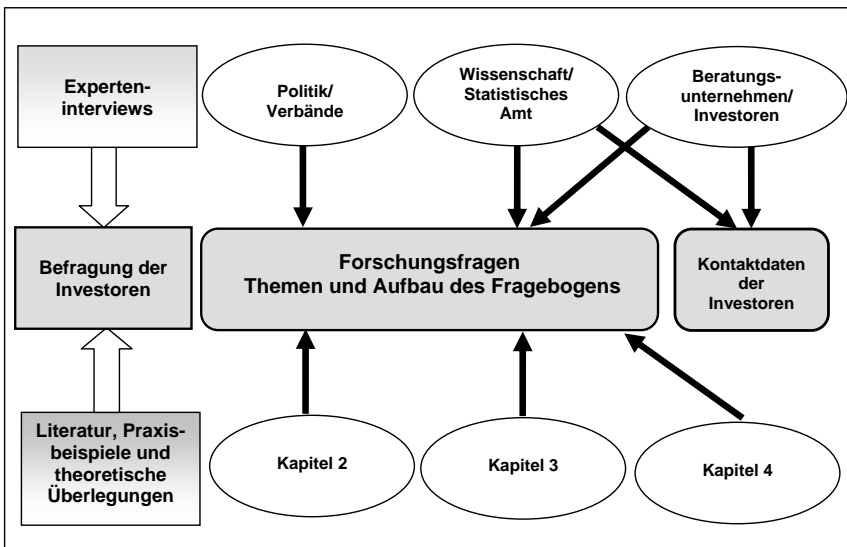 Experten-
interviews
Politik/
Verbände
Wissenschaft/
Statistisches
Amt
Beratungs-
unternehmen/
Investoren
Befragung der
Investoren
Forschungsfragen
Themen und Aufbau des Fragebogens
Kontaktdaten
der
Investoren
Literatur, Praxis-
beispiele und
theoretische
Überlegungen
Kapitel 2
Kapitel 3
Kapitel 4